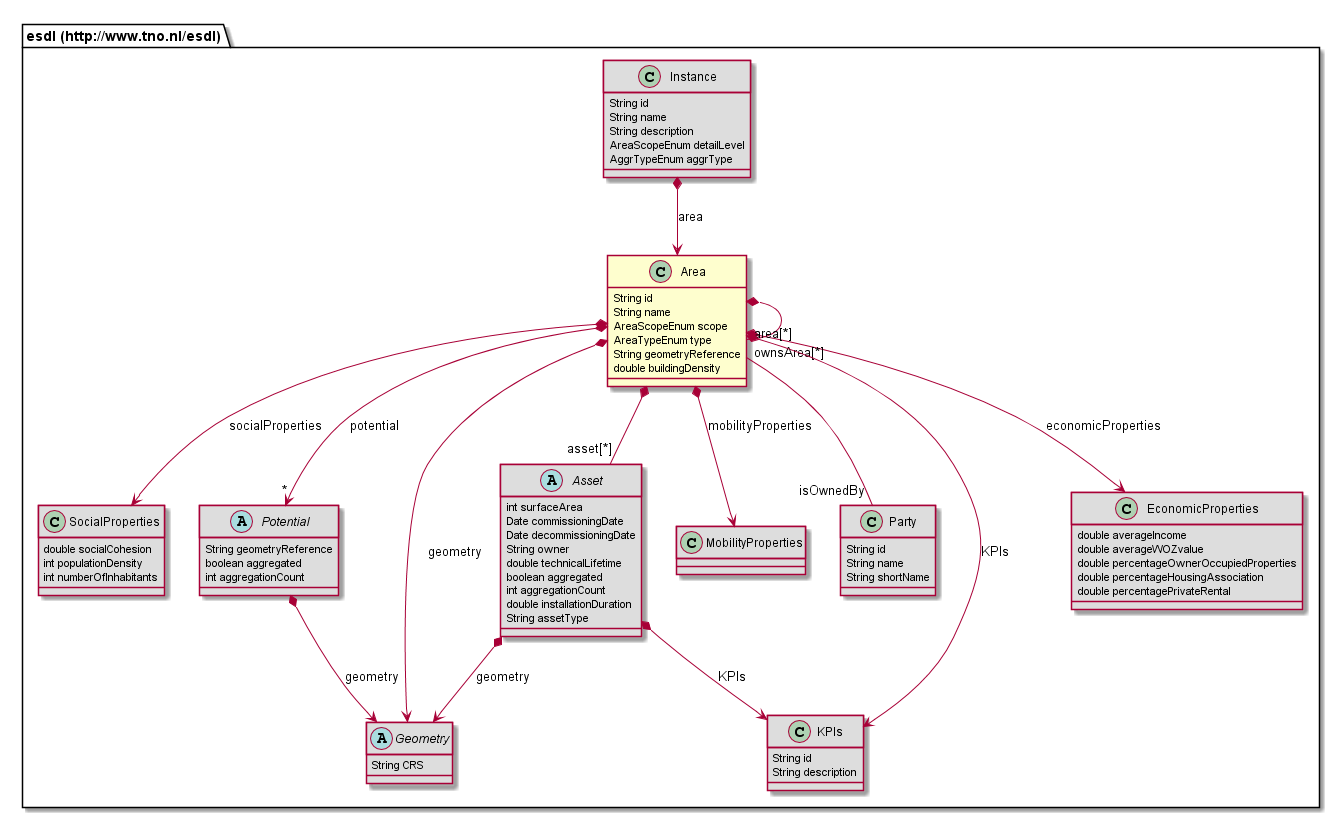 esdl (http://www.tno.nl/esdl)
C Instance
String id
String name
String description
AreaScopeEnum detailLevel
AggrTypeEnum aggrType
area
C Area
String id
String name
AreaScopeEnum scope
AreaTypeEnum type
String geometryReference
double buildingDensity
area[*]
ownsArea[*]
socialProperties
potential
mobilityProperties
economicProperties
asset[*]
*
isOwnedBy
geometry
KPIs
C SocialProperties
double socialCohesion
int populationDensity
int numberOfInhabitants
A Potential
String geometryReference
boolean aggregated
int aggregationCount
A Asset
int surfaceArea
Date commissioningDate
Date decommissioningDate
String owner
double technicalLifetime
boolean aggregated
int aggregationCount
double installationDuration
String assetType
C MobilityProperties
C Party
String id
String name
String shortName
C EconomicProperties
double averageIncome
double averageWOZvalue
double percentageOwnerOccupiedProperties
double percentageHousingAssociation
double percentagePrivateRental
geometry
geometry
KPIs
A Geometry
String CRS
C KPIs
String id
String description